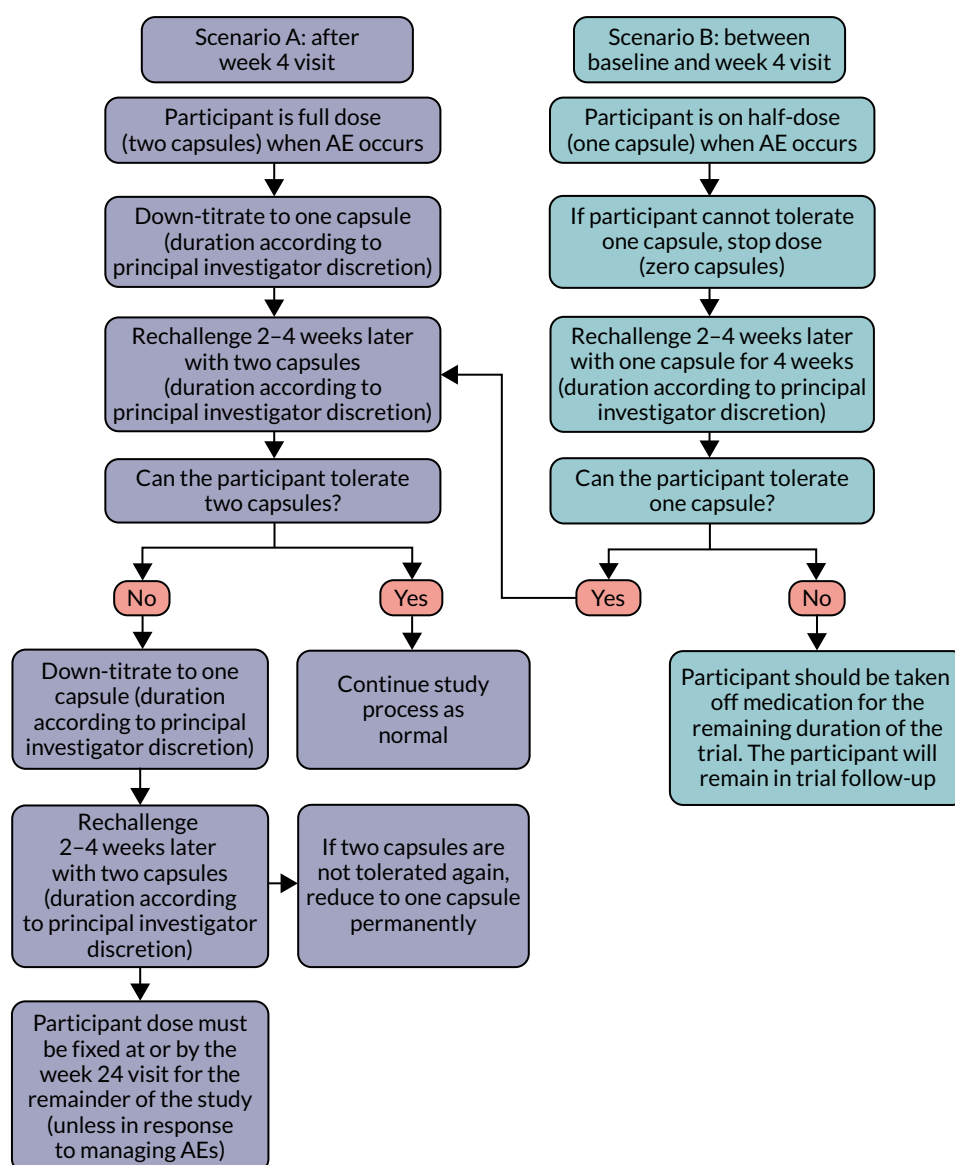 Scenario A: after
week 4 visit
Participant is full dose
(two capsules) when AE occurs
Down-titrate to one capsule
(duration according to
principal investigator discretion)
Rechallenge 2–4 weeks later
with two capsules
(duration according to
principal investigator discretion)
Can the participant tolerate
two capsules?
No
Yes
Down-titrate to one
capsule (duration
according to principal
investigator discretion)
Continue study
process as
normal
Rechallenge
2–4 weeks later
with two capsules
(duration according
to principal investigator
discretion)
If two capsules are
not tolerated again,
reduce to one capsule
permanently
Participant dose must
be fixed at or by the
week 24 visit for the
remainder of the study
(unless in response
to managing AEs)
Scenario B: between
baseline and week 4 visit
Participant is on half-dose
(one capsule) when AE occurs
If participant cannot tolerate
one capsule, stop dose
(zero capsules)
Rechallenge 2–4 weeks later
with one capsule for 4 weeks
(duration according to principal
investigator discretion)
Can the participant tolerate
one capsule?
Yes
No
Participant should be taken
off medication for the
remaining duration of the
trial. The participant will
remain in trial follow-up